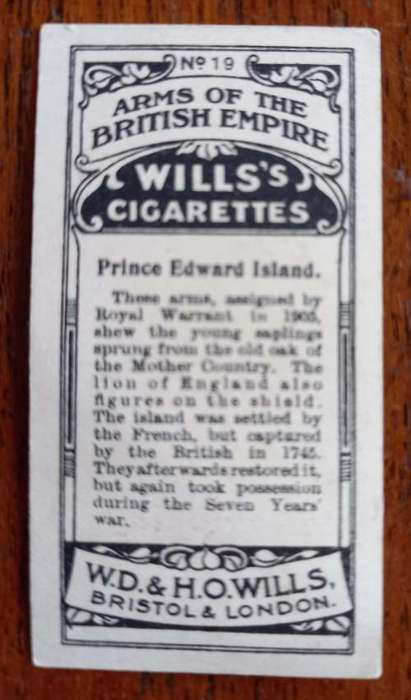 No 19
ARMS OF THE
BRITISH EMPIRE
WILLS'S
CIGARETTES
Prince Edward Island.
These arms, assigned by
Royal Warrant in 1905,
shew the young saplings
sprung from the old oak of
the Mother Country. The
lion of England also
figures on the shield.
The island was settled by
the French, but captured
by the British in 1745.
They afterwards restored it,
but again took possession
during the Seven Years'
war.
W.D. & H.O. WILLS,
BRISTOL & LONDON.